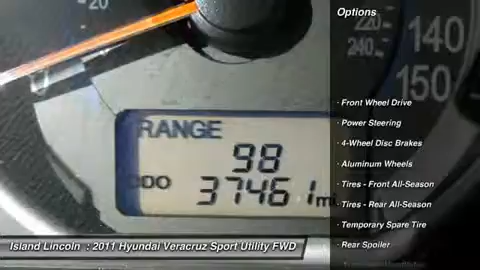 20
220
240
140
150
RANGE
98
ODO 37461 mi
Options
· Front Wheel Drive
· Power Steering
· 4-Wheel Disc Brakes
· Aluminum Wheels
· Tires - Front All-Season
· Tires - Rear All-Season
· Temporary Spare Tire
· Rear Spoiler
Island Lincoln : 2011 Hyundai Veracruz Sport Utility FWD